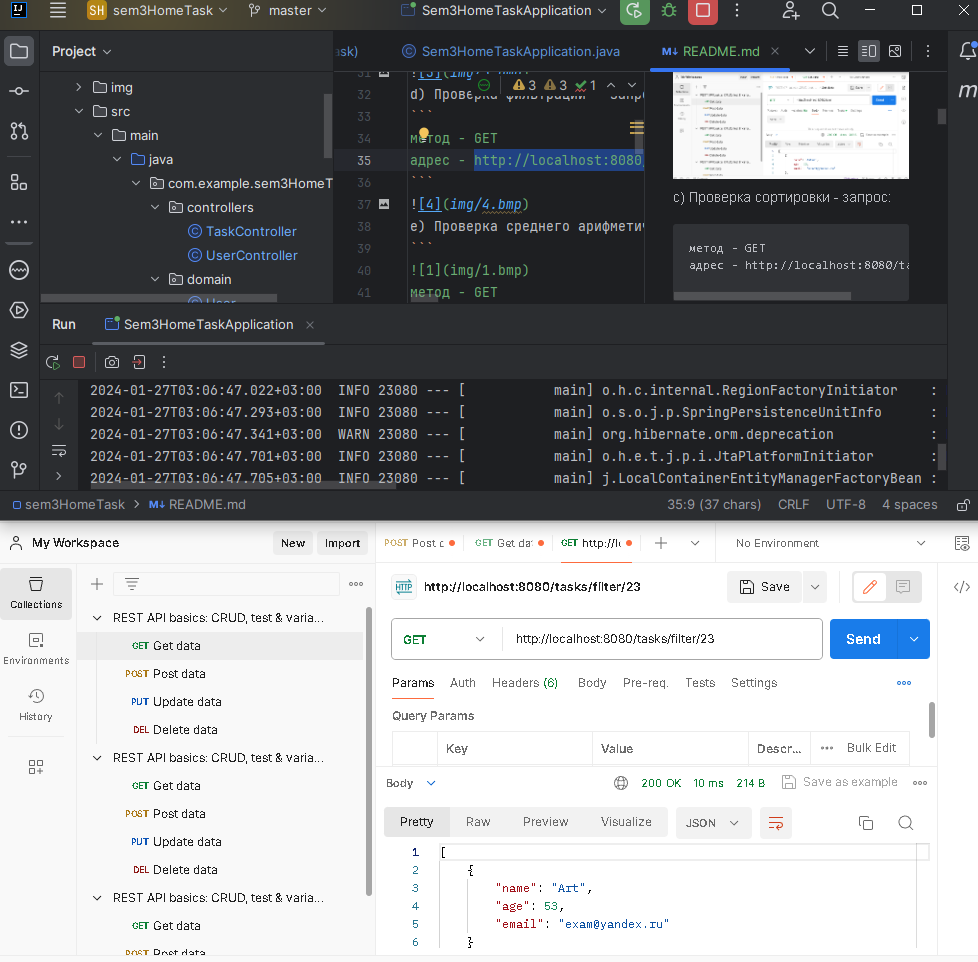 IJ
SH sem3HomeTask master Sem3HomeTaskApplication
Project
img
src
main
java
com.example.sem3HomeT
controllers
TaskController
UserController
domain
User
ask) Sem3HomeTaskApplication.java M↓ README.md
3 3 1
32
d) Проверка фильтрации - запрос
33 ```
34 метод - GET
35 адрес - http://localhost:8080
36 ```
37 ![4](img/4.bmp)
38 e) Проверка среднего арифметич
39 ```
40 ![1](img/1.bmp)
41 метод - GET
с) Проверка сортировки - запрос:
метод - GET
адрес - http://localhost:8080/ta
m
Run Sem3HomeTaskApplication
2024-01-27T03:06:47.022+03:00 INFO 23080 --- [ main] o.h.c.internal.RegionFactoryInitiator :
2024-01-27T03:06:47.293+03:00 INFO 23080 --- [ main] o.s.o.j.p.SpringPersistenceUnitInfo :
2024-01-27T03:06:47.341+03:00 WARN 23080 --- [ main] org.hibernate.orm.deprecation :
2024-01-27T03:06:47.701+03:00 INFO 23080 --- [ main] o.h.e.t.j.p.i.JtaPlatformInitiator :
2024-01-27T03:06:47.705+03:00 INFO 23080 --- [ main] j.LocalContainerEntityManagerFactoryBean :
sem3HomeTask > M↓ README.md 35:9 (37 chars) CRLF UTF-8 4 spaces
My Workspace New Import
POST Post d GET Get dat GET http://lo No Environment
Collections
Environments
History
REST API basics: CRUD, test & varia...
GET Get data
POST Post data
PUT Update data
DEL Delete data
REST API basics: CRUD, test & varia...
GET Get data
POST Post data
PUT Update data
DEL Delete data
REST API basics: CRUD, test & varia...
GET Get data
POST Post data
HTTP http://localhost:8080/tasks/filter/23 Save
GET http://localhost:8080/tasks/filter/23 Send
Params Auth Headers (6) Body Pre-req. Tests Settings
Query Params
Key Value Descr... Bulk Edit
Body 200 OK 10 ms 214 B Save as example
Pretty Raw Preview Visualize JSON
1 [
2 {
3 "name": "Art",
4 "age": 53,
5 "email": "exam@yandex.ru"
6 }